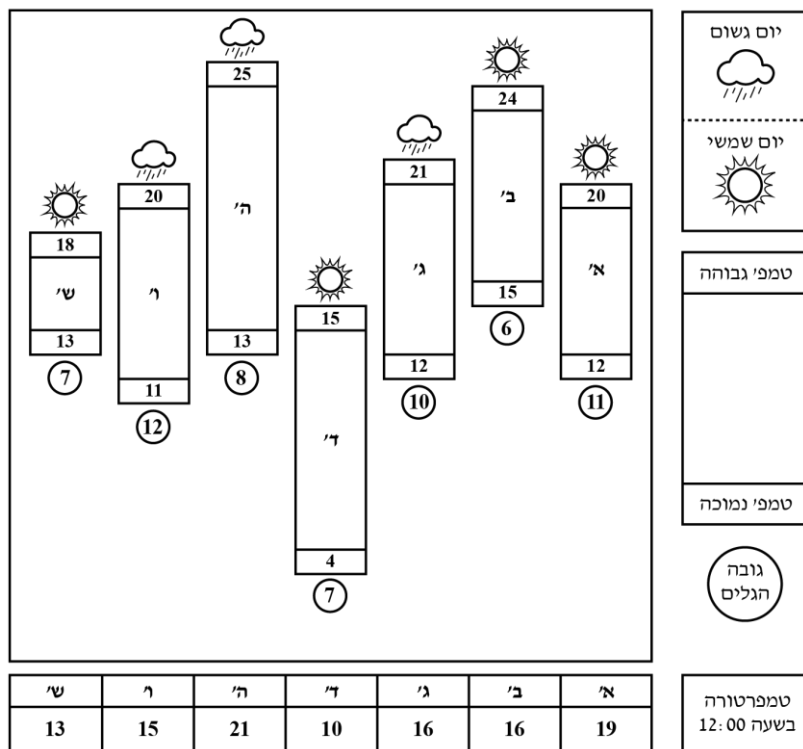 יום גשום
יום שמשי
טמפ׳ גבוהה
טמפ׳ נמוכה
גובה
הגלים
20
א׳
12
11
24
ב׳
15
6
21
ג׳
12
10
15
ד׳
4
7
25
ה׳
13
8
20
ו׳
11
12
18
ש׳
13
7
טמפרטורה
בשעה 12:00
א׳ ב׳ ג׳ ד׳ ה׳ ו׳ ש׳
19 16 16 10 21 15 13